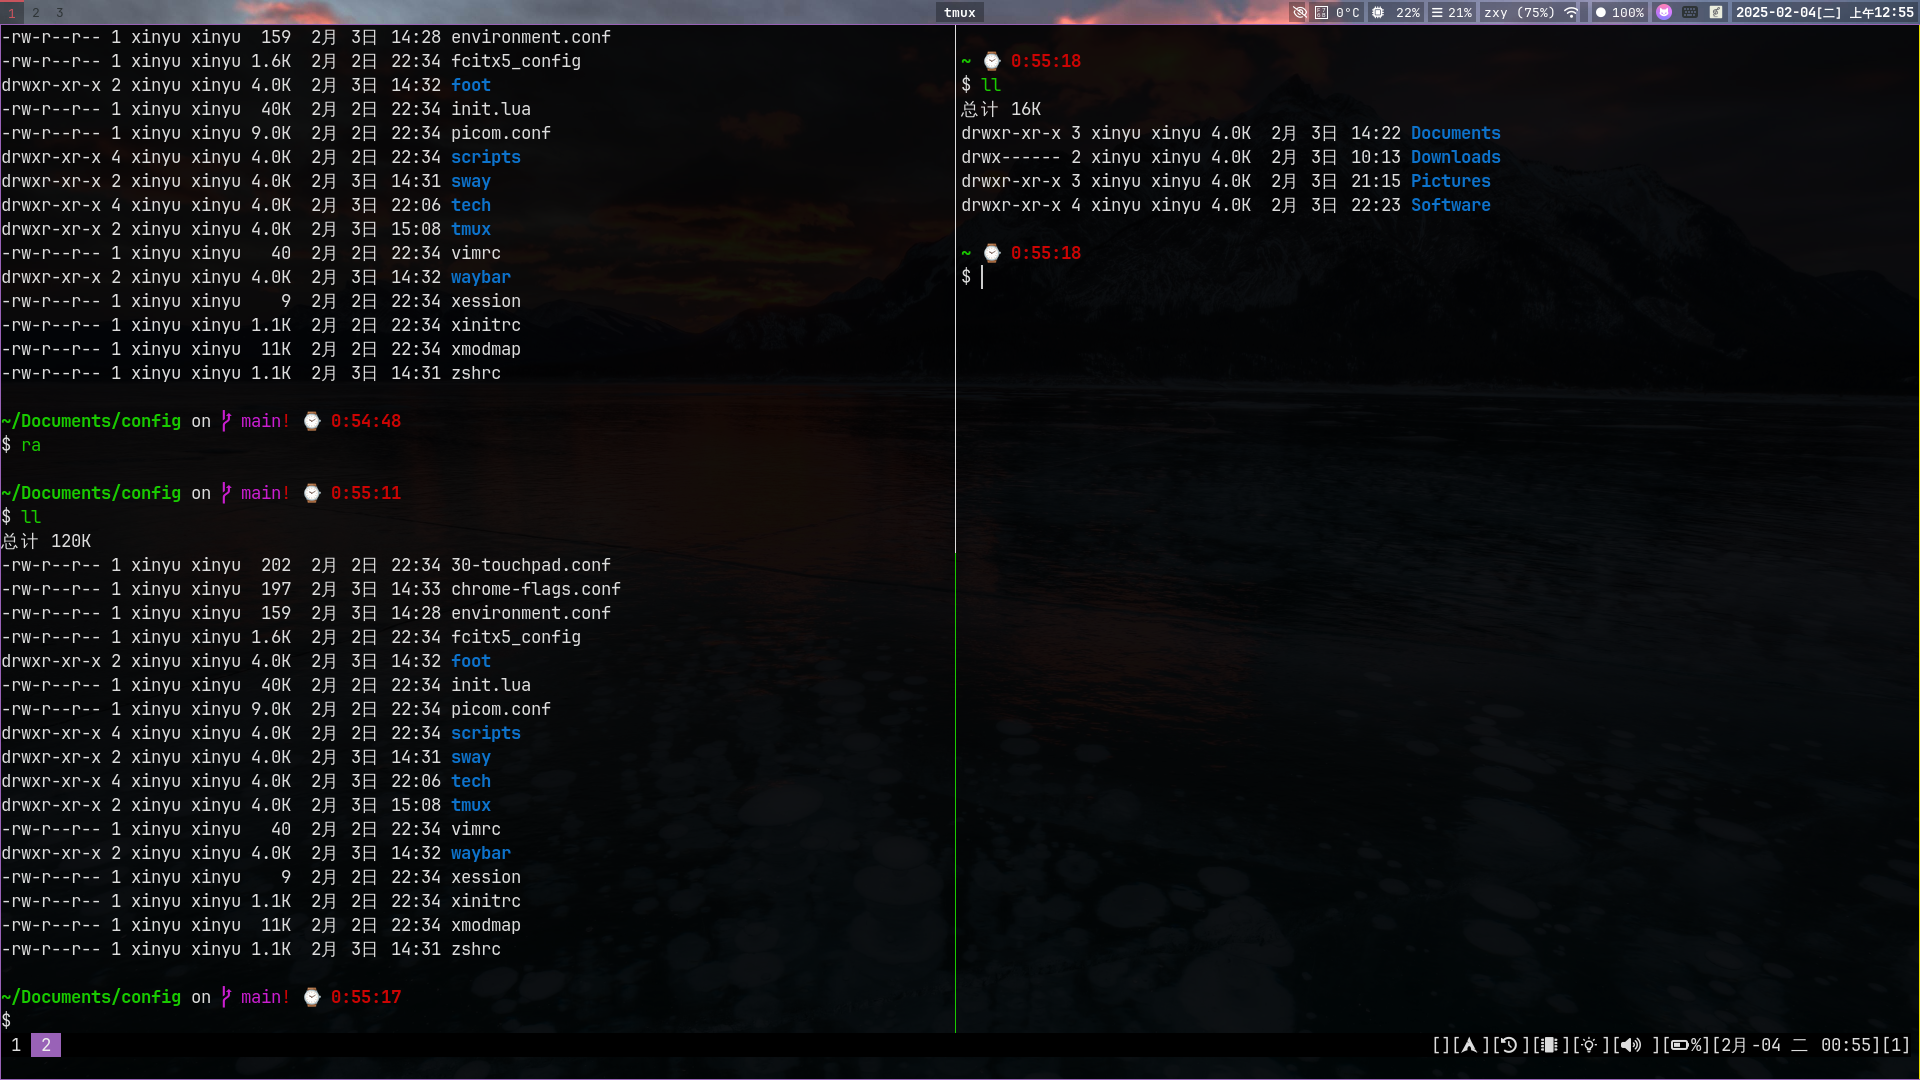 1 2 3
tmux
0°C 22% 21% zxy (75%) 100% 2025-02-04[二] 上午12:55
-rw-r--r-- 1 xinyu xinyu  159  2月  3日 14:28 environment.conf
-rw-r--r-- 1 xinyu xinyu 1.6K  2月  2日 22:34 fcitx5_config
drwxr-xr-x 2 xinyu xinyu 4.0K  2月  3日 14:32 foot
-rw-r--r-- 1 xinyu xinyu  40K  2月  2日 22:34 init.lua
-rw-r--r-- 1 xinyu xinyu 9.0K  2月  2日 22:34 picom.conf
drwxr-xr-x 4 xinyu xinyu 4.0K  2月  2日 22:34 scripts
drwxr-xr-x 2 xinyu xinyu 4.0K  2月  3日 14:31 sway
drwxr-xr-x 4 xinyu xinyu 4.0K  2月  3日 22:06 tech
drwxr-xr-x 2 xinyu xinyu 4.0K  2月  3日 15:08 tmux
-rw-r--r-- 1 xinyu xinyu   40  2月  2日 22:34 vimrc
drwxr-xr-x 2 xinyu xinyu 4.0K  2月  3日 14:32 waybar
-rw-r--r-- 1 xinyu xinyu    9  2月  2日 22:34 xession
-rw-r--r-- 1 xinyu xinyu 1.1K  2月  2日 22:34 xinitrc
-rw-r--r-- 1 xinyu xinyu  11K  2月  2日 22:34 xmodmap
-rw-r--r-- 1 xinyu xinyu 1.1K  2月  3日 14:31 zshrc
~/Documents/config on main! ⌚ 0:54:48
$ ra
~/Documents/config on main! ⌚ 0:55:11
$ ll
总计 120K
-rw-r--r-- 1 xinyu xinyu  202  2月  2日 22:34 30-touchpad.conf
-rw-r--r-- 1 xinyu xinyu  197  2月  3日 14:33 chrome-flags.conf
-rw-r--r-- 1 xinyu xinyu  159  2月  3日 14:28 environment.conf
-rw-r--r-- 1 xinyu xinyu 1.6K  2月  2日 22:34 fcitx5_config
drwxr-xr-x 2 xinyu xinyu 4.0K  2月  3日 14:32 foot
-rw-r--r-- 1 xinyu xinyu  40K  2月  2日 22:34 init.lua
-rw-r--r-- 1 xinyu xinyu 9.0K  2月  2日 22:34 picom.conf
drwxr-xr-x 4 xinyu xinyu 4.0K  2月  2日 22:34 scripts
drwxr-xr-x 2 xinyu xinyu 4.0K  2月  3日 14:31 sway
drwxr-xr-x 4 xinyu xinyu 4.0K  2月  3日 22:06 tech
drwxr-xr-x 2 xinyu xinyu 4.0K  2月  3日 15:08 tmux
-rw-r--r-- 1 xinyu xinyu   40  2月  2日 22:34 vimrc
drwxr-xr-x 2 xinyu xinyu 4.0K  2月  3日 14:32 waybar
-rw-r--r-- 1 xinyu xinyu    9  2月  2日 22:34 xession
-rw-r--r-- 1 xinyu xinyu 1.1K  2月  2日 22:34 xinitrc
-rw-r--r-- 1 xinyu xinyu  11K  2月  2日 22:34 xmodmap
-rw-r--r-- 1 xinyu xinyu 1.1K  2月  3日 14:31 zshrc
~/Documents/config on main! ⌚ 0:55:17
$
~ ⌚ 0:55:18
$ ll
总计 16K
drwxr-xr-x 3 xinyu xinyu 4.0K  2月  3日 14:22 Documents
drwx------ 2 xinyu xinyu 4.0K  2月  3日 10:13 Downloads
drwxr-xr-x 3 xinyu xinyu 4.0K  2月  3日 21:15 Pictures
drwxr-xr-x 4 xinyu xinyu 4.0K  2月  3日 22:23 Software
~ ⌚ 0:55:18
$
1 2
[][ ][ ][ ][ ][ ][ %][2月 -04 二 00:55][1]